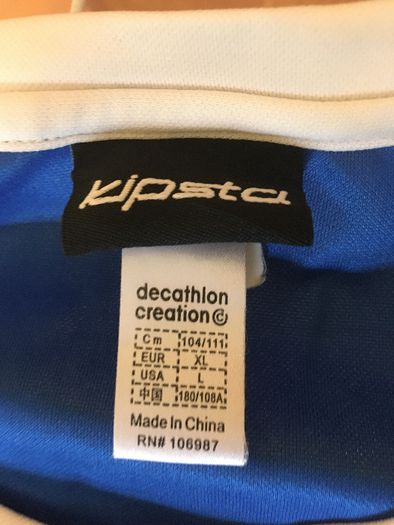 kipsta
decathlon
creation©
Cm 104/111
EUR XL
USA L
中国 180/108A
Made In China
RN# 106987